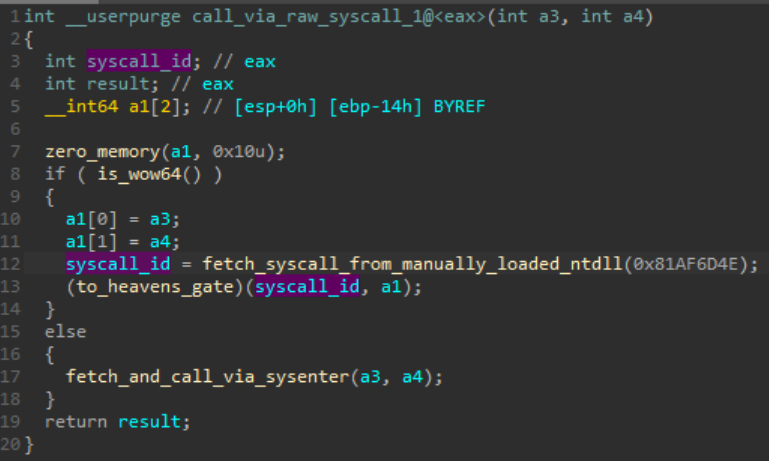 1 int __userpurge call_via_raw_syscall_1@<eax>(int a3, int a4)
2 {
3 int syscall_id; // eax
4 int result; // eax
5 __int64 a1[2]; // [esp+0h] [ebp-14h] BYREF
6
7 zero_memory(a1, 0x10u);
8 if ( is_wow64() )
9 {
10 a1[0] = a3;
11 a1[1] = a4;
12 syscall_id = fetch_syscall_from_manually_loaded_ntdll(0x81AF6D4E);
13 (to_heavens_gate)(syscall_id, a1);
14 }
15 else
16 {
17 fetch_and_call_via_sysenter(a3, a4);
18 }
19 return result;
20 }